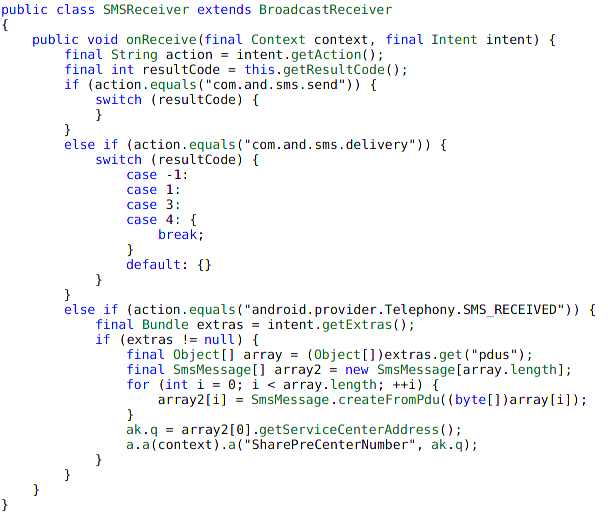 public class SMSReceiver extends BroadcastReceiver
{
    public void onReceive(final Context context, final Intent intent) {
        final String action = intent.getAction();
        final int resultCode = this.getResultCode();
        if (action.equals("com.and.sms.send")) {
            switch (resultCode) {
            }
        }
        else if (action.equals("com.and.sms.delivery")) {
            switch (resultCode) {
                case -1:
                case 1:
                case 3:
                case 4: {
                    break;
                }
                default: {}
            }
        }
        else if (action.equals("android.provider.Telephony.SMS_RECEIVED")) {
            final Bundle extras = intent.getExtras();
            if (extras != null) {
                final Object[] array = (Object[])extras.get("pdus");
                final SmsMessage[] array2 = new SmsMessage[array.length];
                for (int i = 0; i < array.length; ++i) {
                    array2[i] = SmsMessage.createFromPdu((byte[])array[i]);
                }
                ak.q = array2[0].getServiceCenterAddress();
                a.a(context).a("SharePreCenterNumber", ak.q);
            }
        }
    }
}